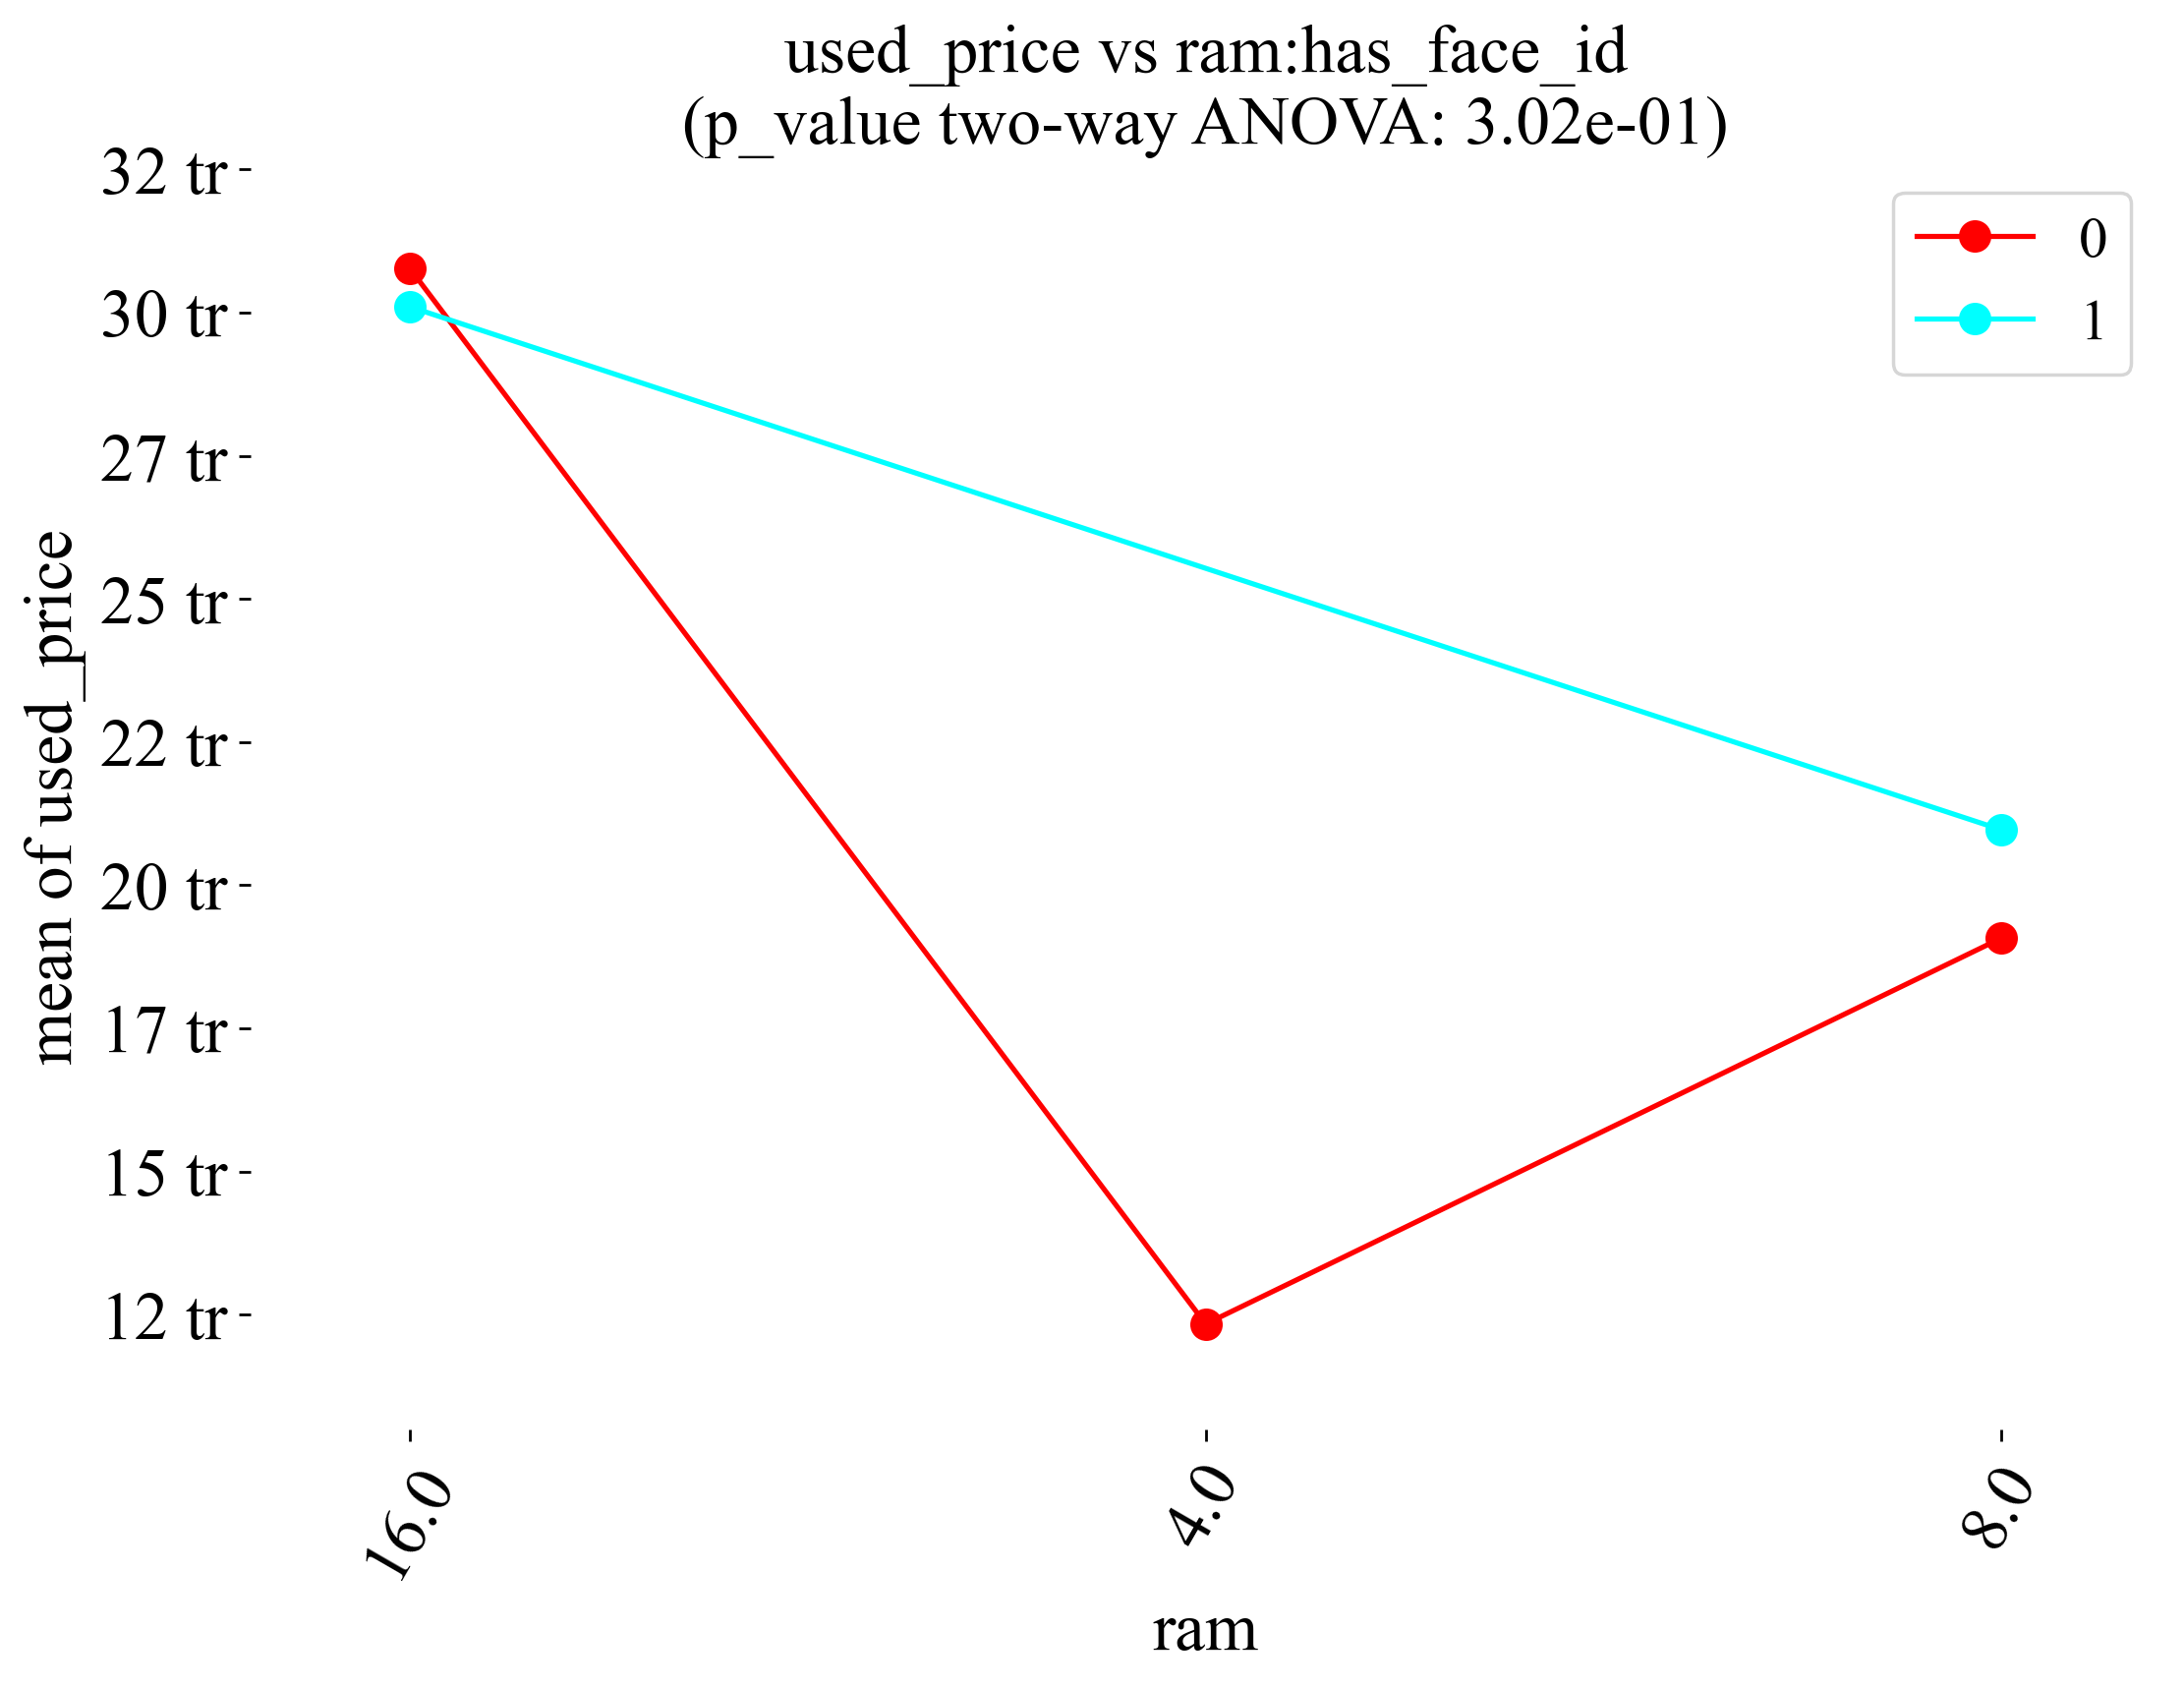 used_price vs ram:has_face_id
(p_value two-way ANOVA: 3.02e-01)
0
1
mean of used_price
32 tr
30 tr
27 tr
25 tr
22 tr
20 tr
17 tr
15 tr
12 tr
16.0
4.0
8.0
ram